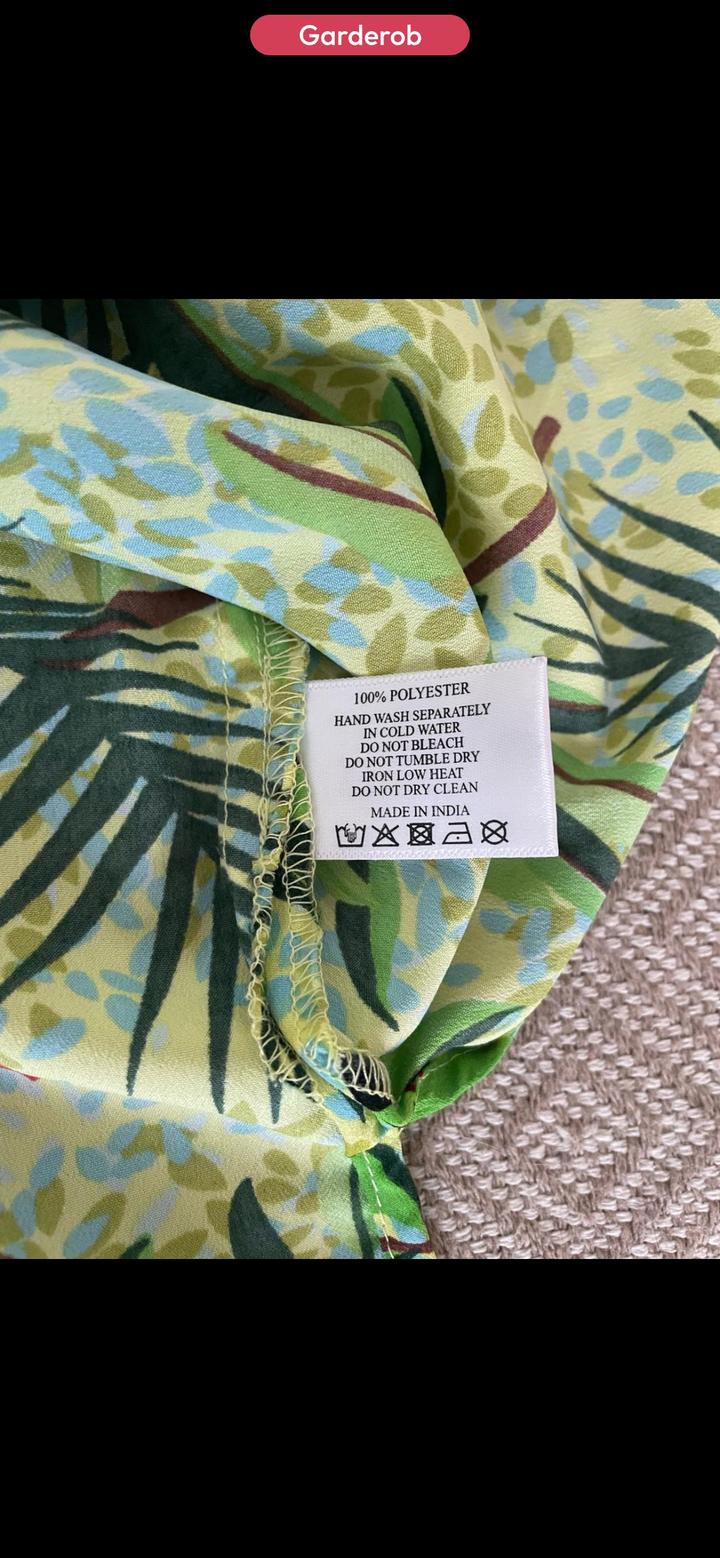 Garderob
100% POLYESTER
HAND WASH SEPARATELY
IN COLD WATER
DO NOT BLEACH
DO NOT TUMBLE DRY
IRON LOW HEAT
DO NOT DRY CLEAN
MADE IN INDIA